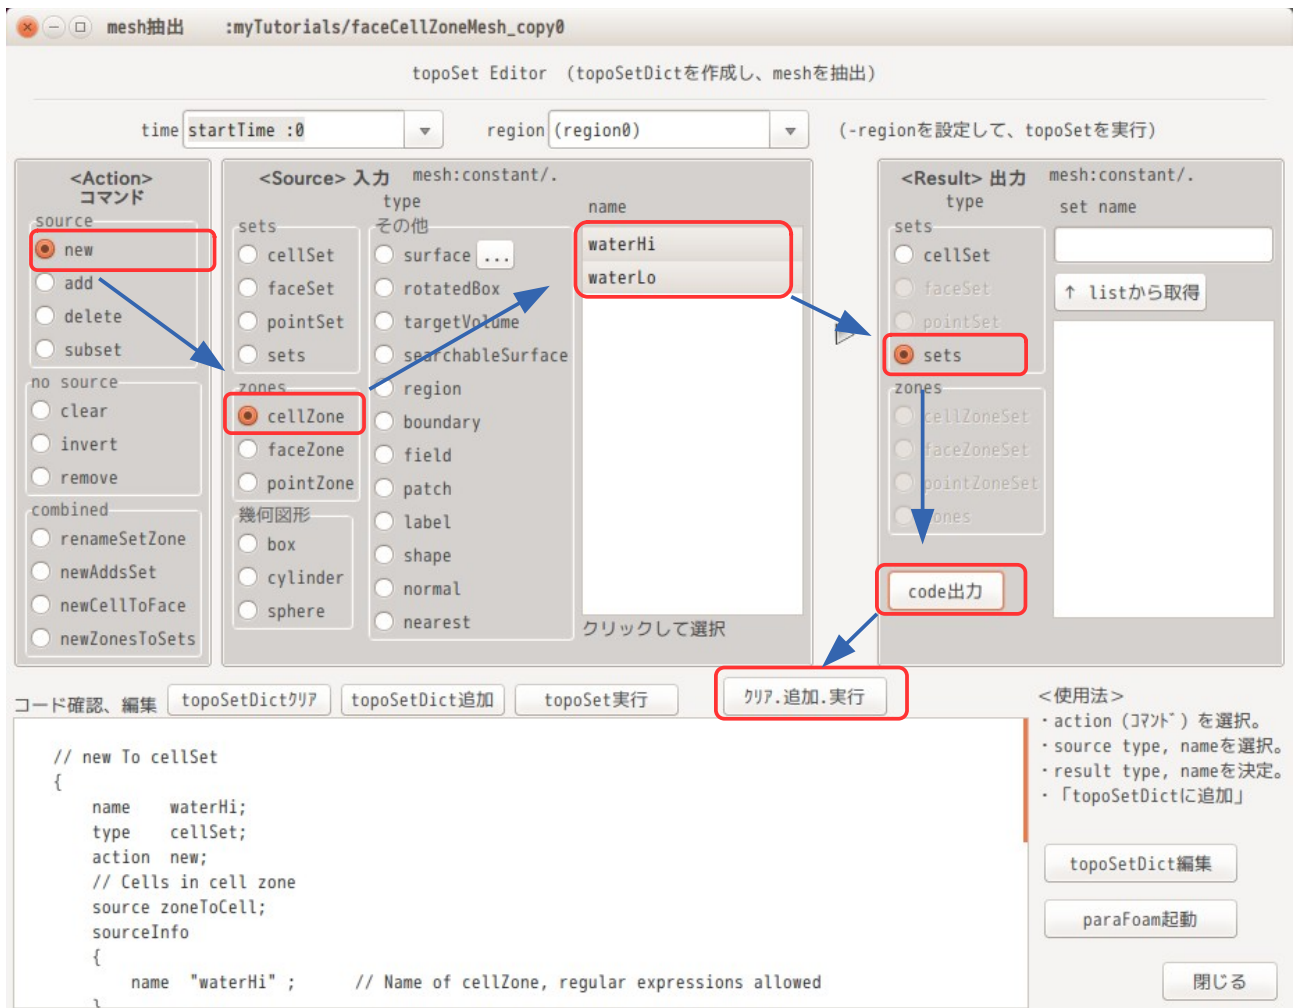 mesh抽出 :myTutorials/faceCellZoneMesh_copy0
topoSet Editor （topoSetDictを作成し、meshを抽出）
time startTime :0 region (region0) (-regionを設定して、topoSetを実行)
<Action>
コマンド
source
new
add
delete
subset
no source
clear
invert
remove
combined
renameSetZone
newAddsSet
newCellToFace
newZonesToSets
<Source> 入力 mesh:constant/.
type
sets
cellSet
faceSet
pointSet
sets
zones
cellZone
faceZone
pointZone
幾何図形
box
cylinder
sphere
その他
surface ...
rotatedBox
targetVolume
searchableSurface
region
boundary
field
patch
label
shape
normal
nearest
name
waterHi
waterLo
クリックして選択
<Result> 出力 mesh:constant/.
type
sets
cellSet
faceSet
pointSet
sets
zones
cellZoneSet
faceZoneSet
pointZoneSet
zones
code出力
set name
↑ listから取得
コード確認、編集 topoSetDictｸﾘｱ topoSetDict追加 topoSet実行 ｸﾘｱ.追加.実行
// new To cellSet
{
name waterHi;
type cellSet;
action new;
// Cells in cell zone
source zoneToCell;
sourceInfo
{
name "waterHi" ; // Name of cellZone, regular expressions allowed
}
＜使用法＞
・action (ｺﾏﾝﾄﾞ) を選択。
・source type, nameを選択。
・result type, nameを決定。
・「topoSetDictに追加」
topoSetDict編集
paraFoam起動
閉じる